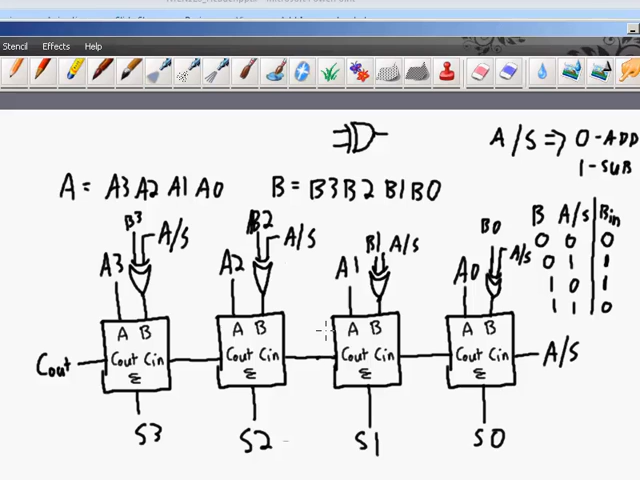 Stencil Effects Help
A/S => 0-ADD
1-SUB
A = A3 A2 A1 A0 B = B3 B2 B1 B0
B A/S Bin
0 0 0
0 1 1
1 0 1
1 1 0
B3 A/S B2 A/S B1 A/S B0 A/S
A3 A2 A1 A0
A B A B A B A B
Cout Cout Cin Cout Cin Cout Cin Cout Cin A/S
Σ Σ Σ Σ
S3 S2 S1 S0